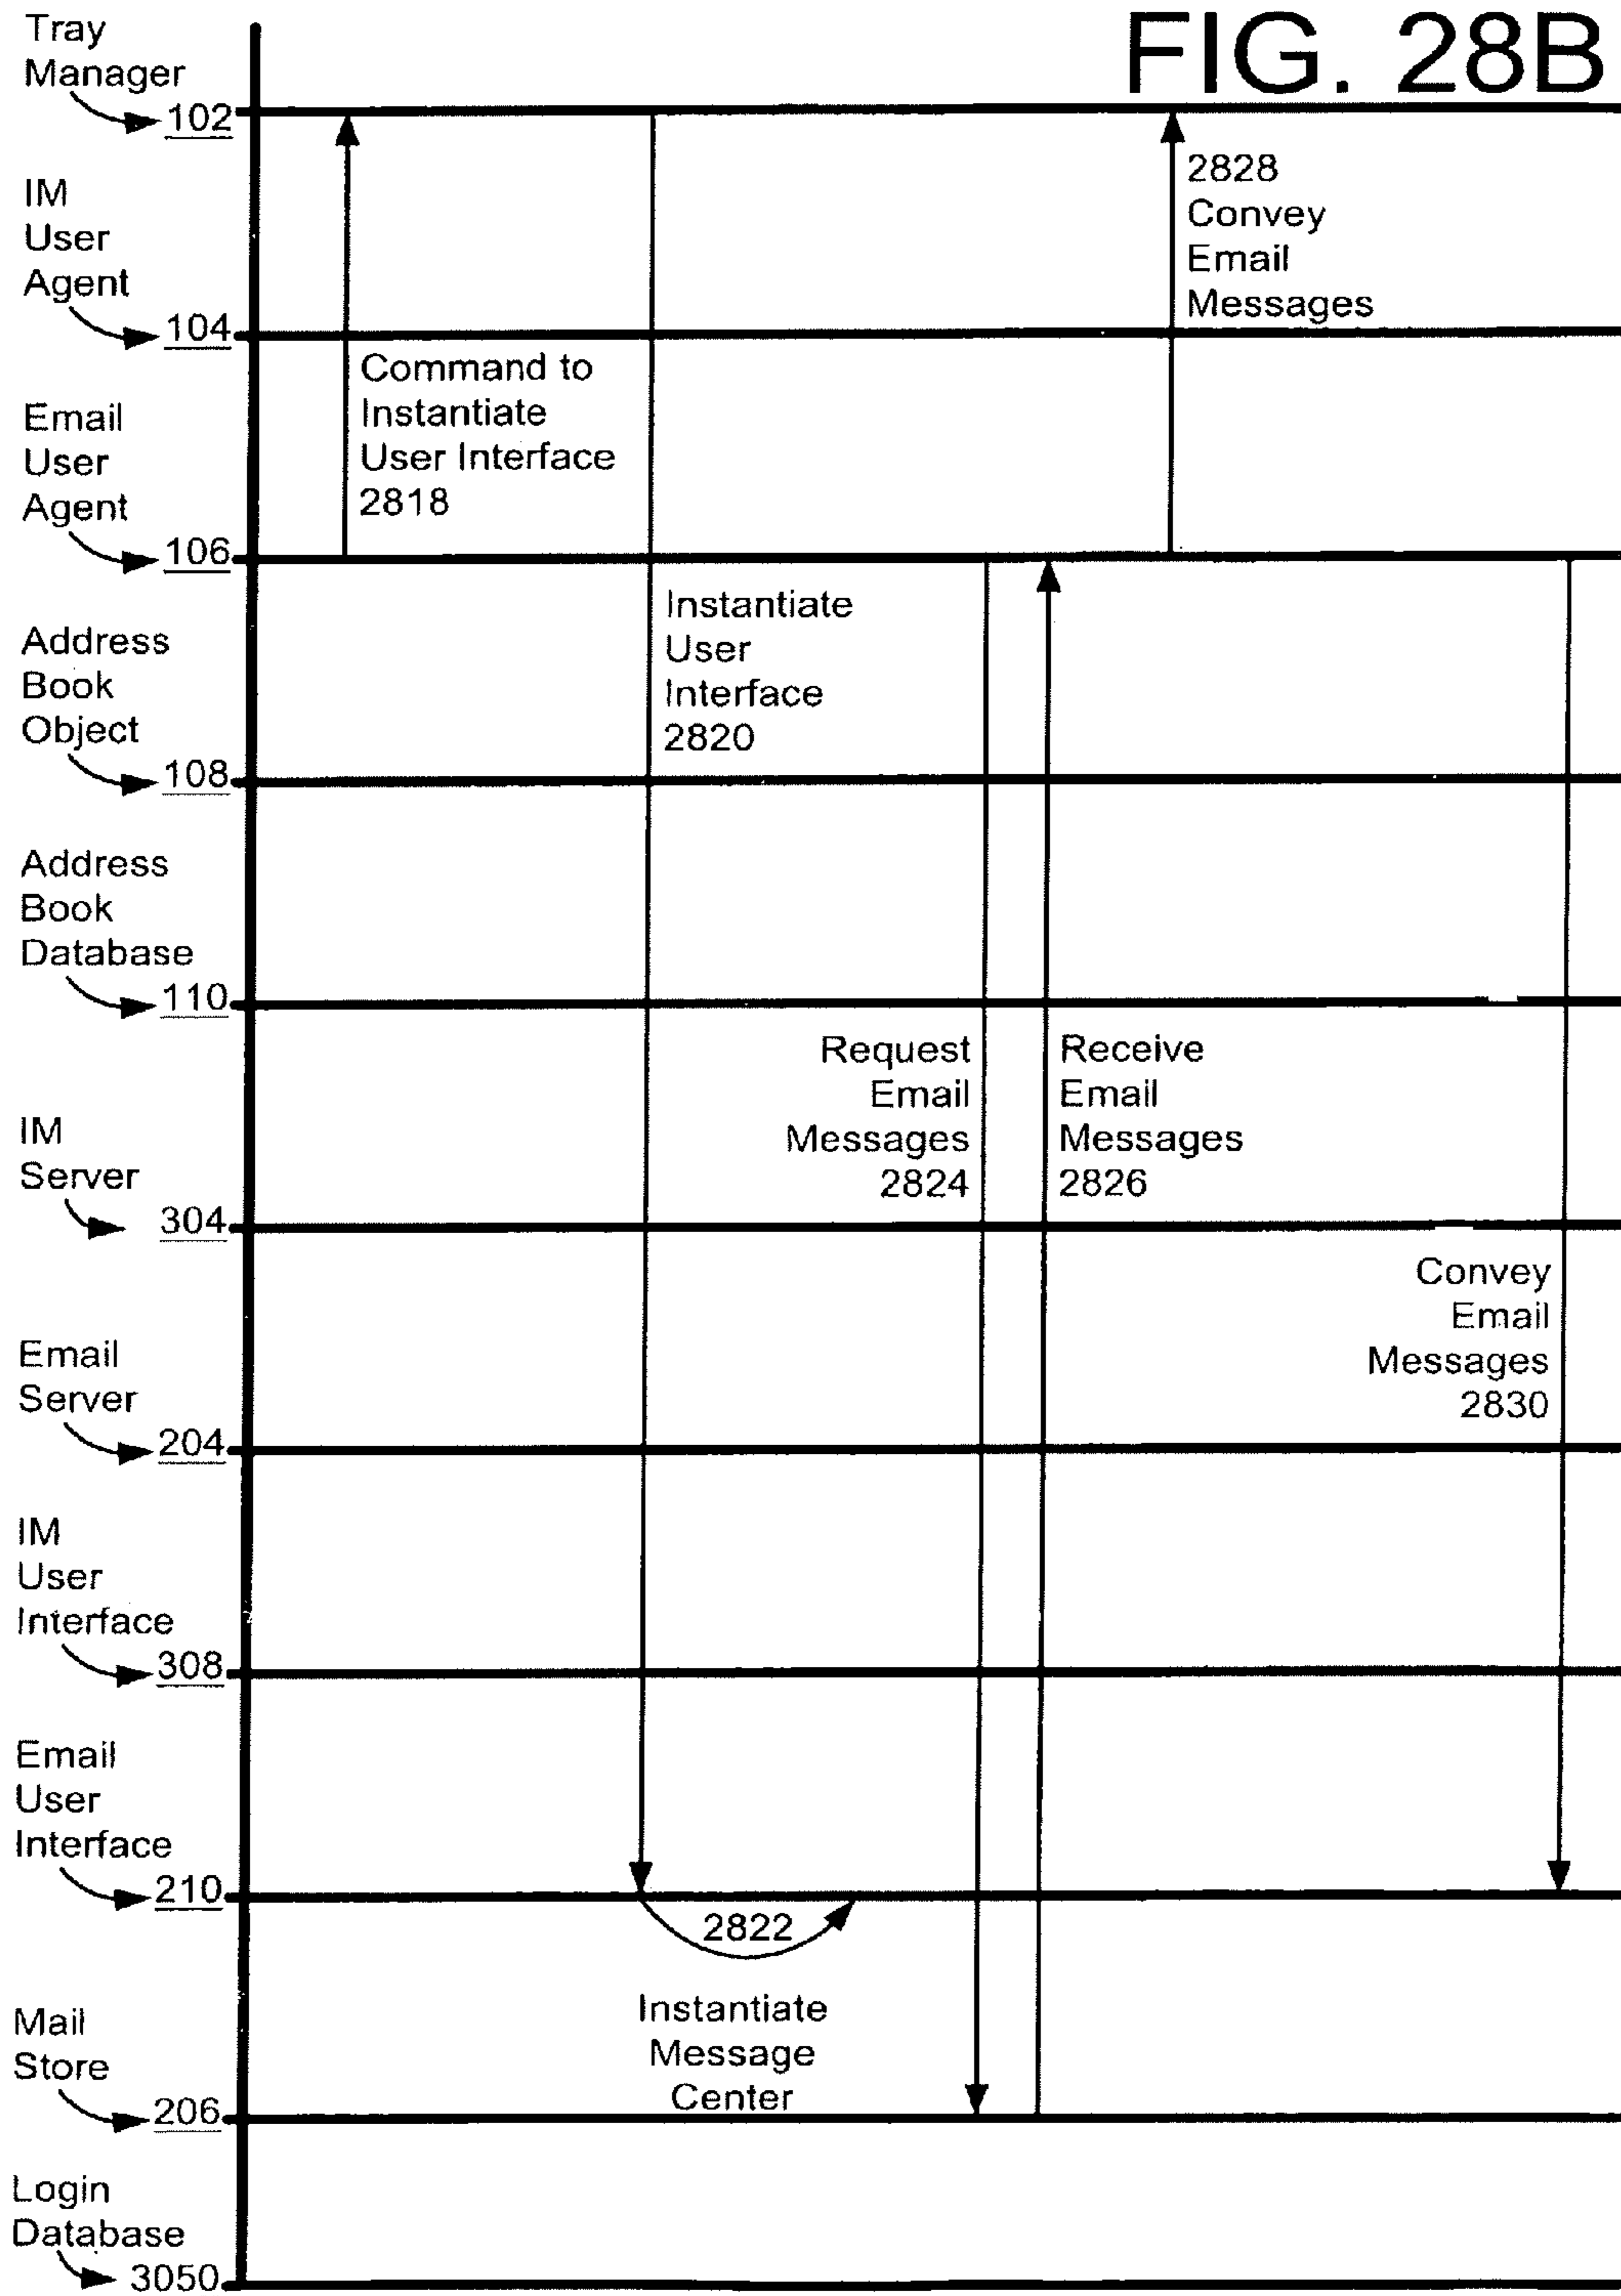 FIG. 28B
Tray
Manager
102
IM
User
Agent
104
Email
User
Agent
106
Address
Book
Object
108
Address
Book
Database
110
IM
Server
304
Email
Server
204
IM
User
Interface
308
Email
User
Interface
210
Mail
Store
206
Login
Database
3050
Command to
Instantiate
User Interface
2818
Instantiate
User
Interface
2820
2822
Instantiate
Message
Center
Request
Email
Messages
2824
Receive
Email
Messages
2826
2828
Convey
Email
Messages
Convey
Email
Messages
2830